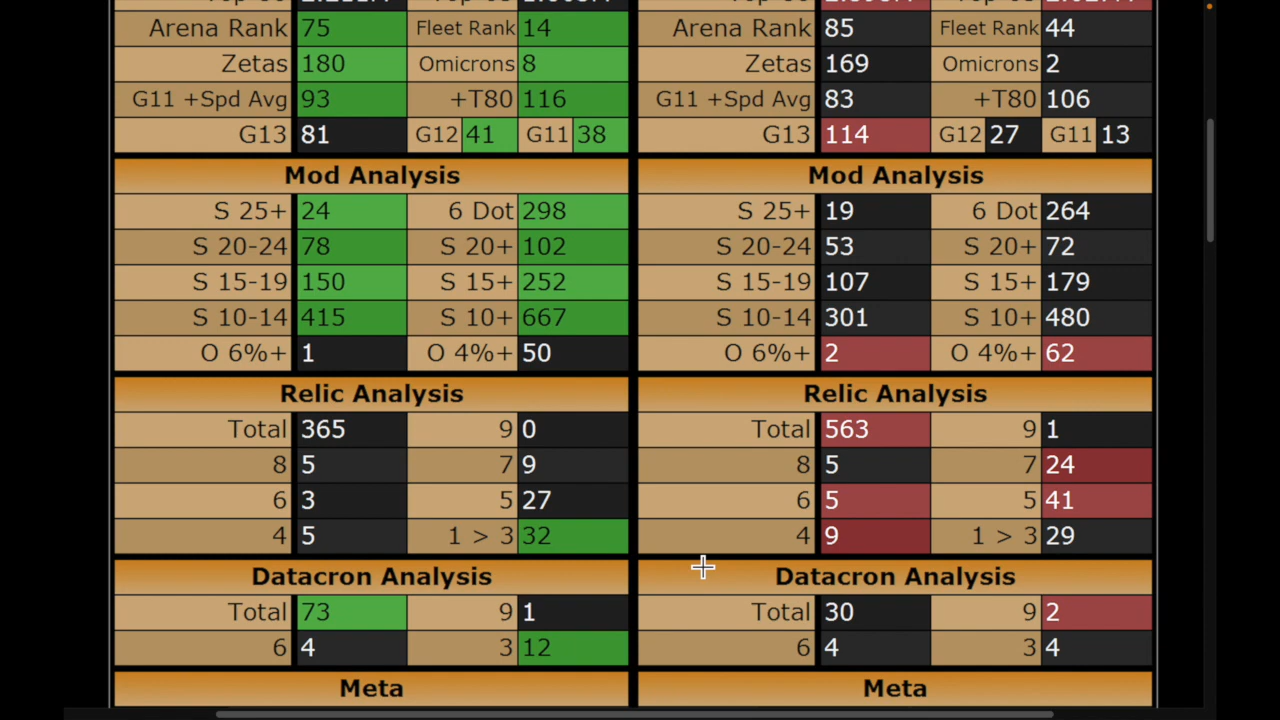 Arena Rank 75 Fleet Rank 14 Arena Rank 85 Fleet Rank 44
Zetas 180 Omicrons 8 Zetas 169 Omicrons 2
G11 +Spd Avg 93 +T80 116 G11 +Spd Avg 83 +T80 106
G13 81 G12 41 G11 38 G13 114 G12 27 G11 13
Mod Analysis Mod Analysis
S 25+ 24 6 Dot 298 S 25+ 19 6 Dot 264
S 20-24 78 S 20+ 102 S 20-24 53 S 20+ 72
S 15-19 150 S 15+ 252 S 15-19 107 S 15+ 179
S 10-14 415 S 10+ 667 S 10-14 301 S 10+ 480
O 6%+ 1 O 4%+ 50 O 6%+ 2 O 4%+ 62
Relic Analysis Relic Analysis
Total 365 9 0 Total 563 9 1
8 5 7 9 8 5 7 24
6 3 5 27 6 5 5 41
4 5 1 > 3 32 4 9 1 > 3 29
Datacron Analysis Datacron Analysis
Total 73 9 1 Total 30 9 2
6 4 3 12 6 4 3 4
Meta Meta